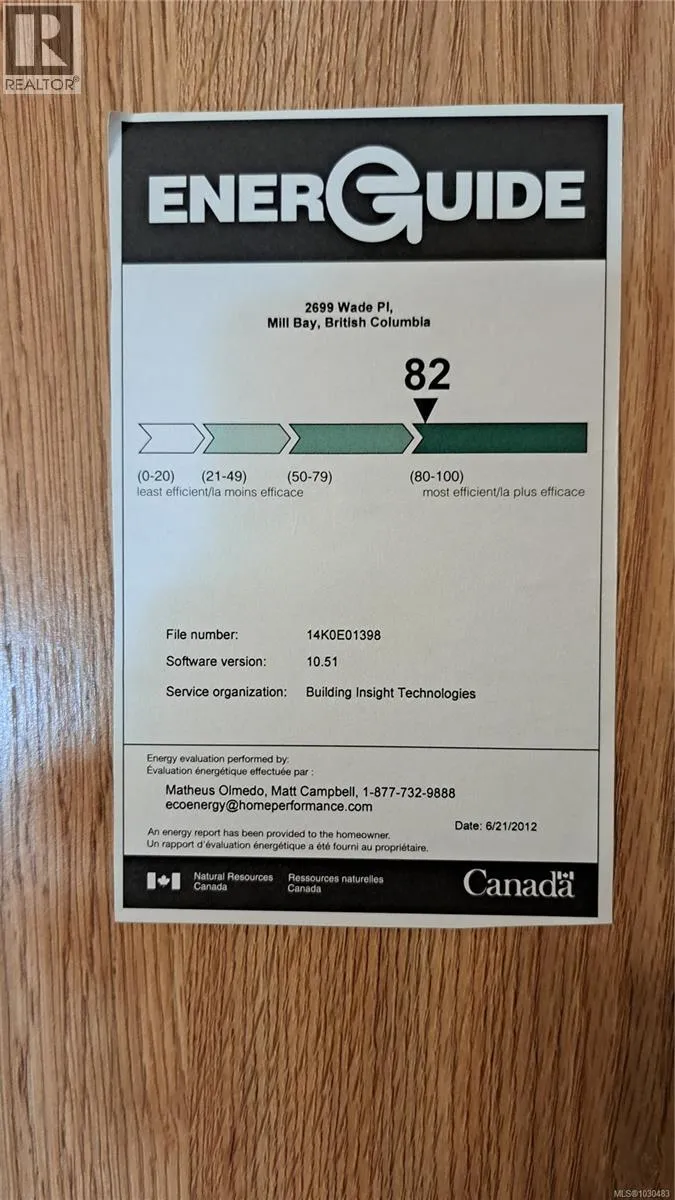 REALTOR®
ENERGUIDE
2699 Wade Pl,
Mill Bay, British Columbia
82
(0-20) (21-49) (50-79) (80-100)
least efficient/la moins efficace most efficient/la plus efficace
File number: 14K0E01398
Software version: 10.51
Service organization: Building Insight Technologies
Energy evaluation performed by:
Évaluation énergétique effectuée par :
Matheus Olmedo, Matt Campbell, 1-877-732-9888
ecoenergy@homeperformance.com
Date: 6/21/2012
An energy report has been provided to the homeowner.
Un rapport d'évaluation énergétique a été fourni au propriétaire.
Natural Resources Ressources naturelles
Canada Canada
Canada
MLS®1030483